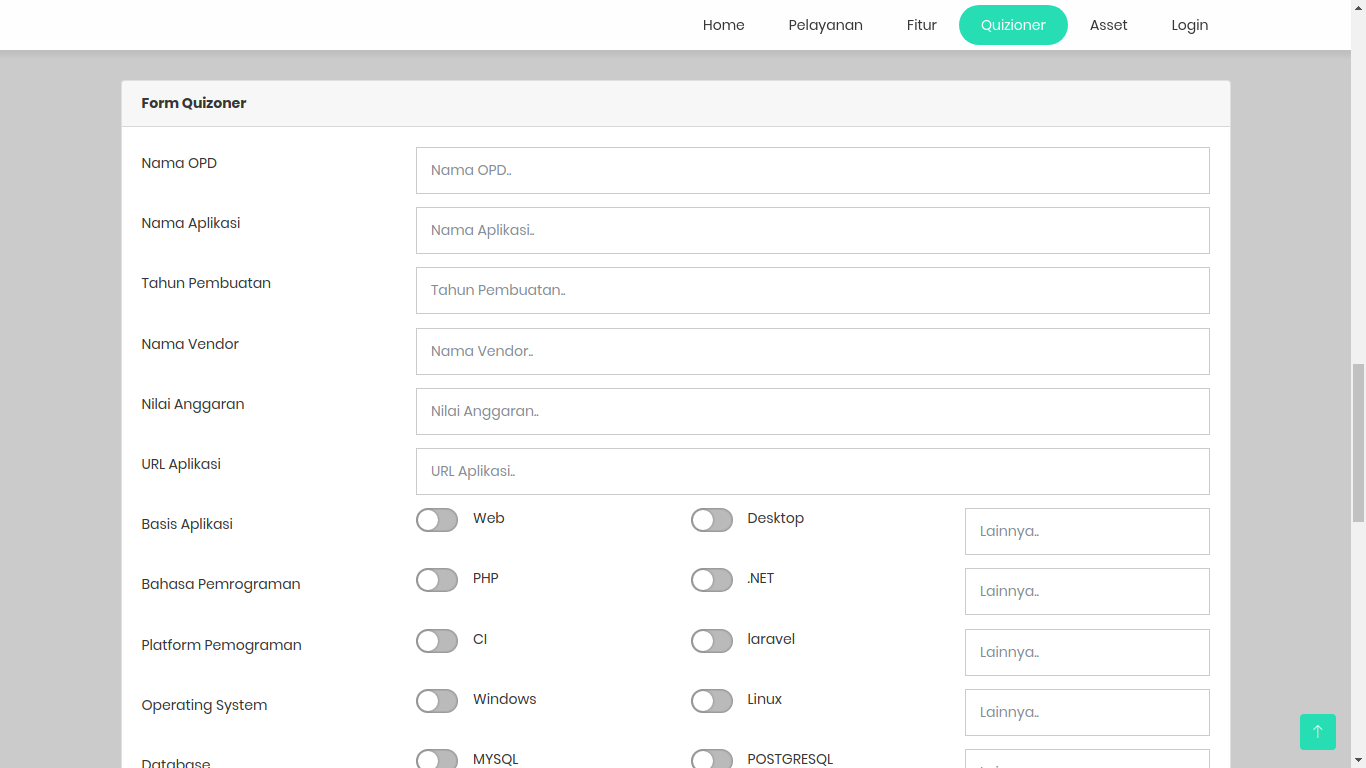 Home Pelayanan Fitur Quizioner Asset Login
Form Quizoner
Nama OPD Nama OPD..
Nama Aplikasi Nama Aplikasi..
Tahun Pembuatan Tahun Pembuatan..
Nama Vendor Nama Vendor..
Nilai Anggaran Nilai Anggaran..
URL Aplikasi URL Aplikasi..
Basis Aplikasi Web Desktop Lainnya..
Bahasa Pemrograman PHP .NET Lainnya..
Platform Pemograman CI laravel Lainnya..
Operating System Windows Linux Lainnya..
Database MYSQL POSTGRESQL